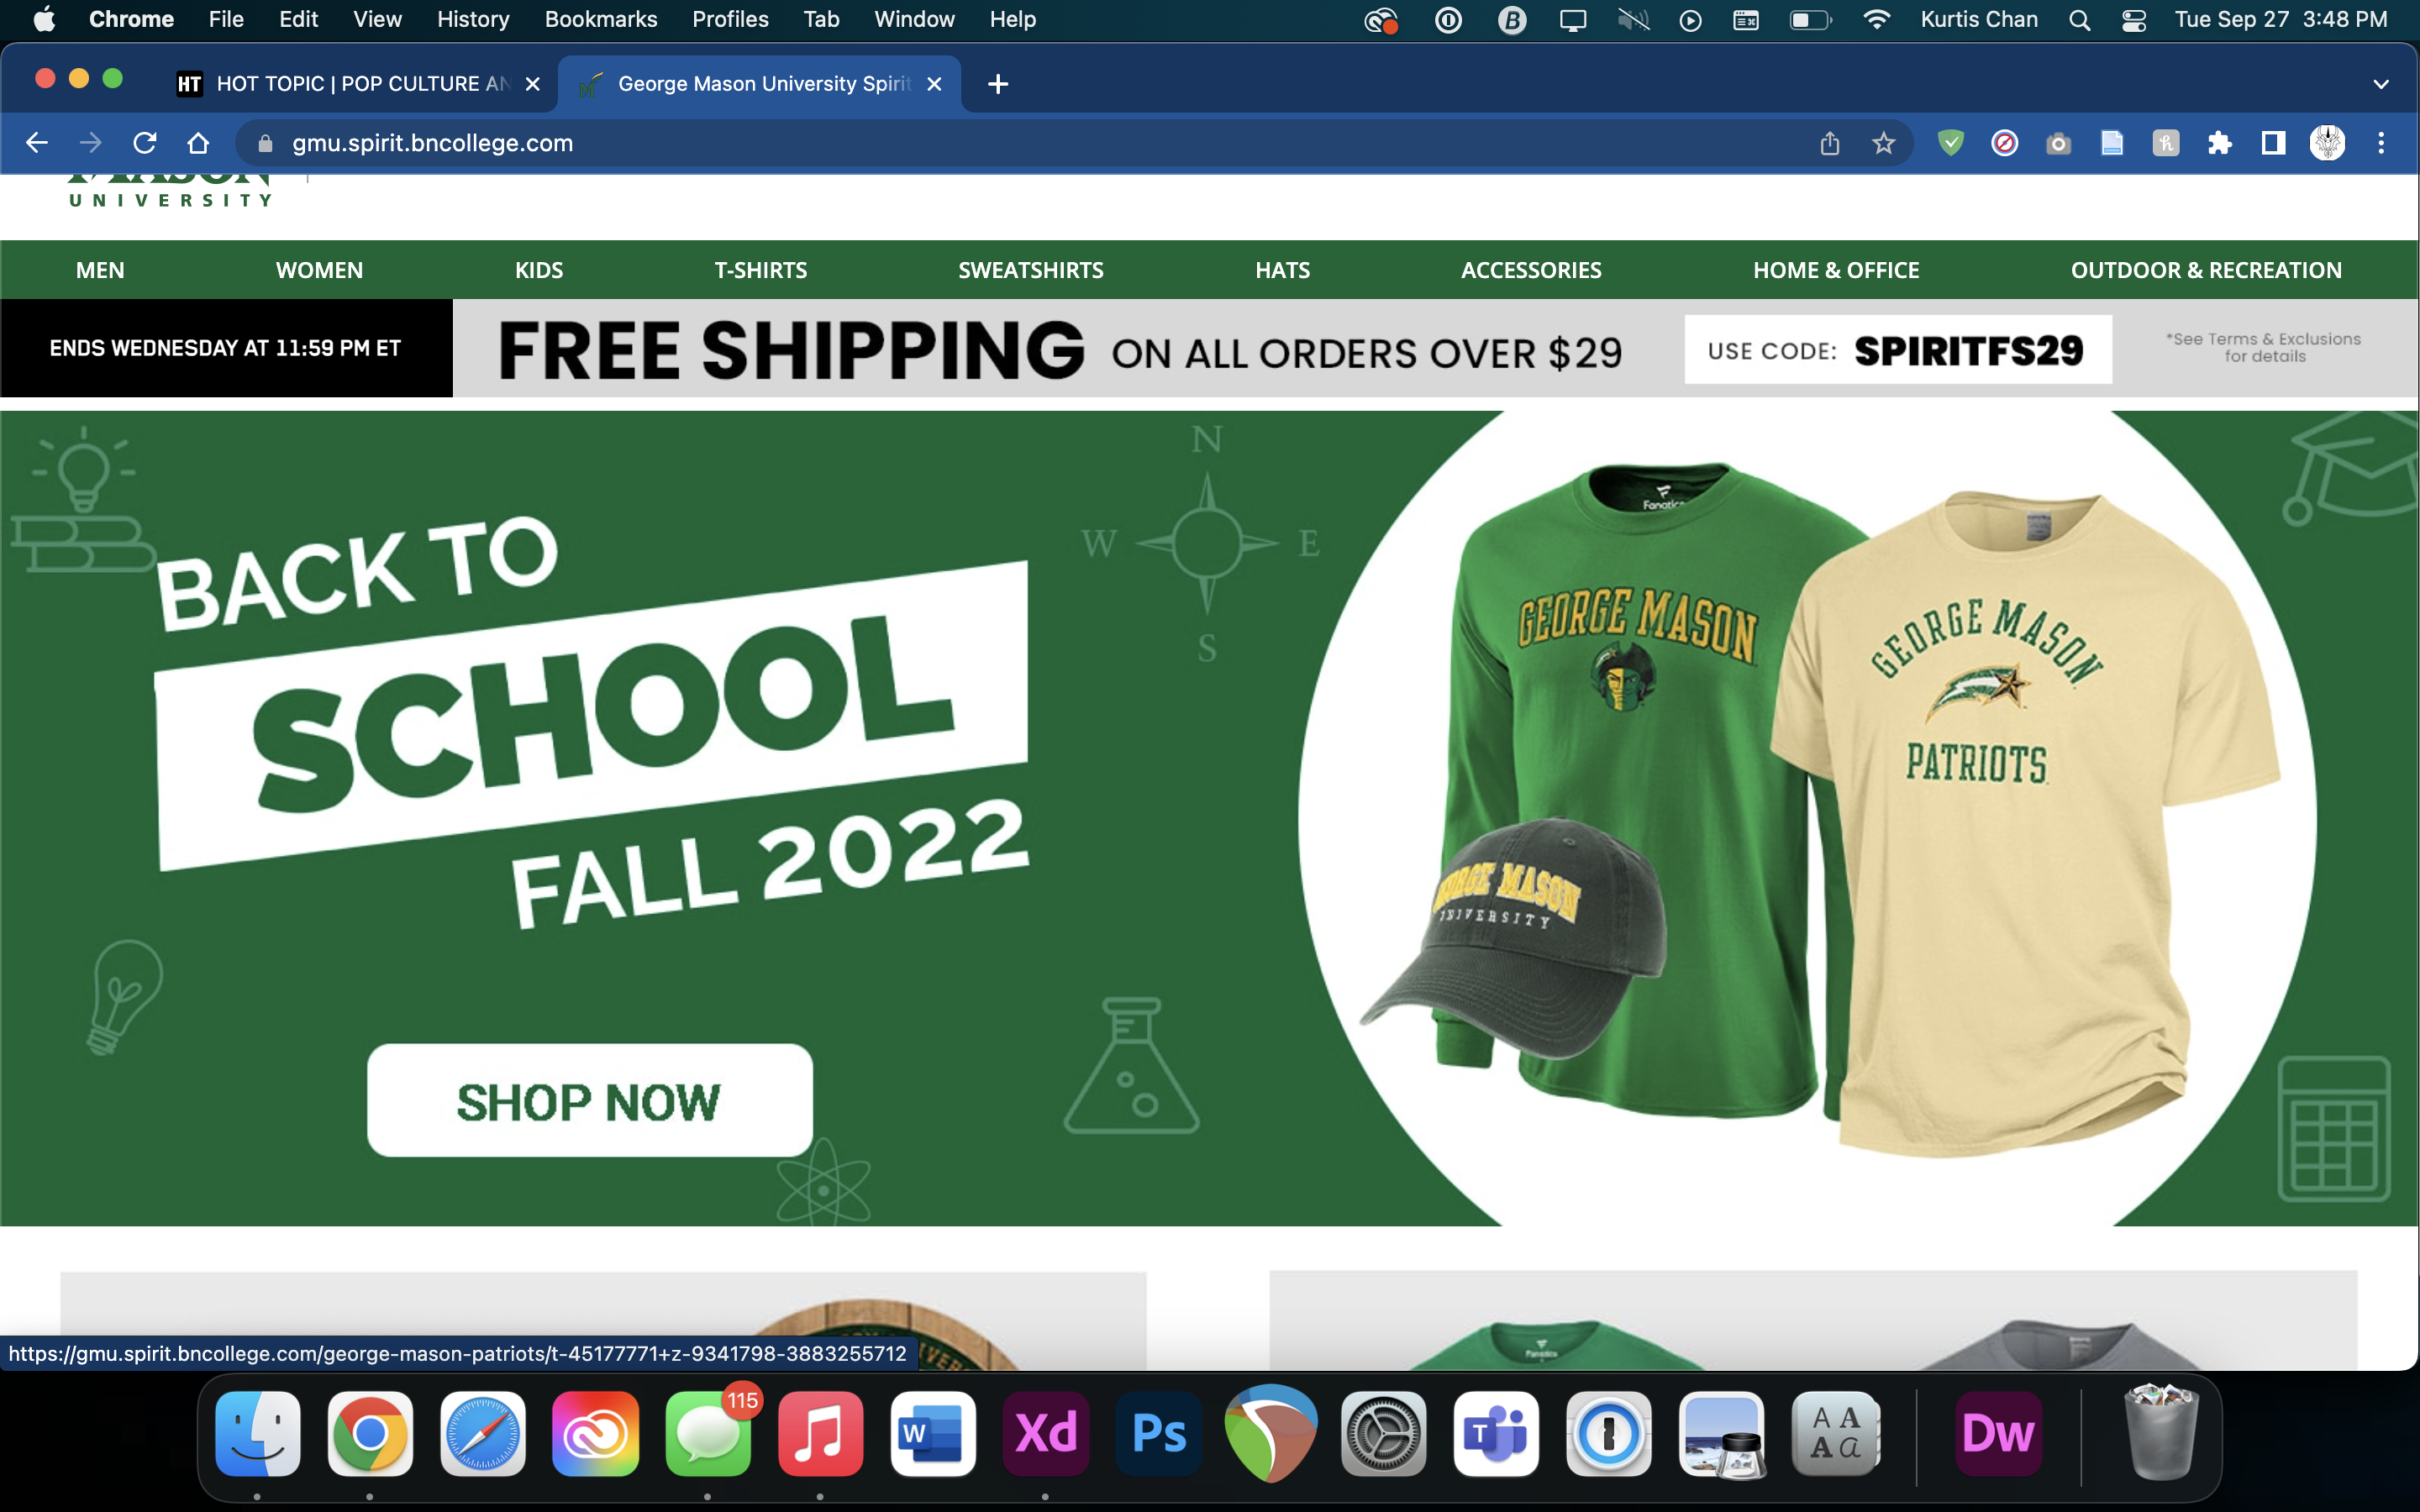 Chrome File Edit View History Bookmarks Profiles Tab Window Help Kurtis Chan Tue Sep 27 3:48 PM
HT HOT TOPIC | POP CULTURE AN George Mason University Spirit
gmu.spirit.bncollege.com
UNIVERSITY
MEN WOMEN KIDS T-SHIRTS SWEATSHIRTS HATS ACCESSORIES HOME & OFFICE OUTDOOR & RECREATION
ENDS WEDNESDAY AT 11:59 PM ET FREE SHIPPING ON ALL ORDERS OVER $29 USE CODE: SPIRITFS29
*See Terms & Exclusions
for details
BACK TO
SCHOOL
FALL 2022
SHOP NOW
N
W E
S
Fanatics
GEORGE MASON
GEORGE MASON
PATRIOTS
GEORGE MASON
UNIVERSITY
Fanatics
https://gmu.spirit.bncollege.com/george-mason-patriots/t-45177771+z-9341798-3883255712
115
W Xd Ps T Dw
A A
A a